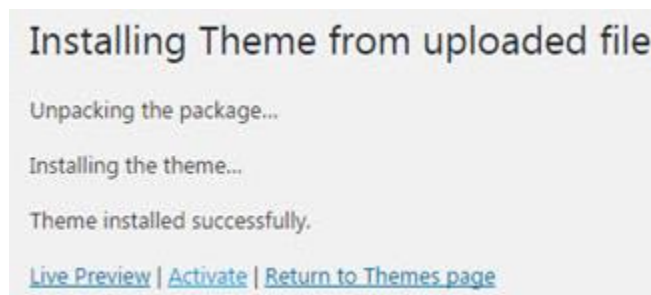 Installing Theme from uploaded file
Unpacking the package...
Installing the theme...
Theme installed successfully.
Live Preview | Activate | Return to Themes page